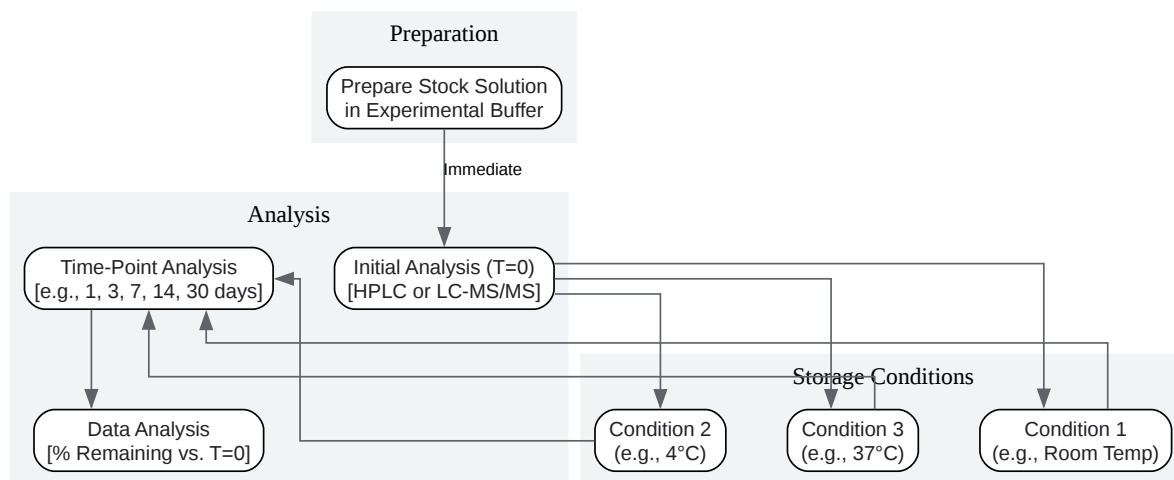 Preparation
Prepare Stock Solution
in Experimental Buffer
Immediate
Analysis
Time-Point Analysis
[e.g., 1, 3, 7, 14, 30 days]
Initial Analysis (T=0)
[HPLC or LC-MS/MS]
Storage Conditions
Data Analysis
[% Remaining vs. T=0]
Condition 2
(e.g., 4°C)
Condition 3
(e.g., 37°C)
Condition 1
(e.g., Room Temp)